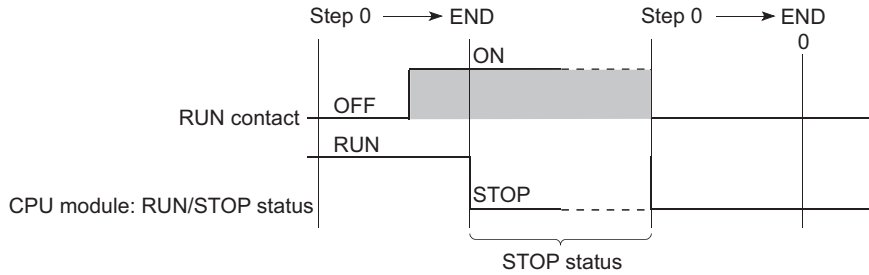 Step 0 END Step 0 END
0
ON
OFF
RUN contact
RUN
STOP
CPU module: RUN/STOP status
STOP status